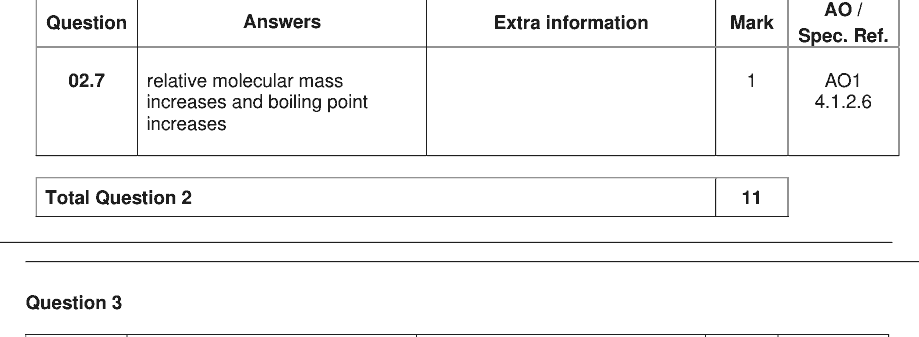 Question Answers Extra information Mark AO /
Spec. Ref.
02.7 relative molecular mass 1 AO1
increases and boiling point 4.1.2.6
increases
Total Question 2 11
Question 3